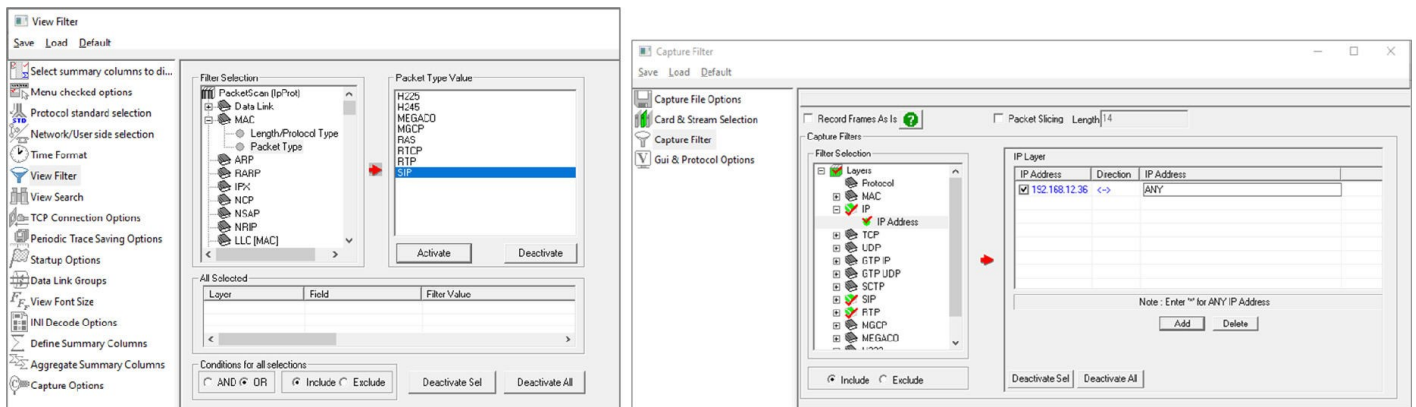 View Filter
Save Load Default
Select summary columns to di...
Menu checked options
Protocol standard selection
Network/User side selection
Time Format
View Filter
View Search
TCP Connection Options
Periodic Trace Saving Options
Startup Options
Data Link Groups
View Font Size
INI Decode Options
Define Summary Columns
Aggregate Summary Columns
Capture Options
Filter Selection
PacketScan (IpProt)
Data Link
MAC
Length/Protocol Type
Packet Type
ARP
RARP
IPX
NCP
NSAP
NRIP
LLC [MAC]
Packet Type Value
H225
H245
MEGACO
MGCP
RAS
RTCP
RTP
SIP
Activate Deactivate
All Selected
Layer Field Filter Value
Conditions for all selections
AND OR Include Exclude Deactivate Sel Deactivate All
Capture Filter
Save Load Default
Capture File Options
Card & Stream Selection
Capture Filter
Gui & Protocol Options
Record Frames As Is ? Packet Slicing Length 14
Capture Filters
Filter Selection
Layers
Protocol
MAC
IP
IP Address
TCP
UDP
GTP IP
GTP UDP
SCTP
SIP
RTP
MGCP
MEGACO
Include Exclude
IP Layer
IP Address Direction IP Address
192.168.12.36 <-> ANY
Note : Enter '*' for ANY IP Address
Add Delete
Deactivate Sel Deactivate All